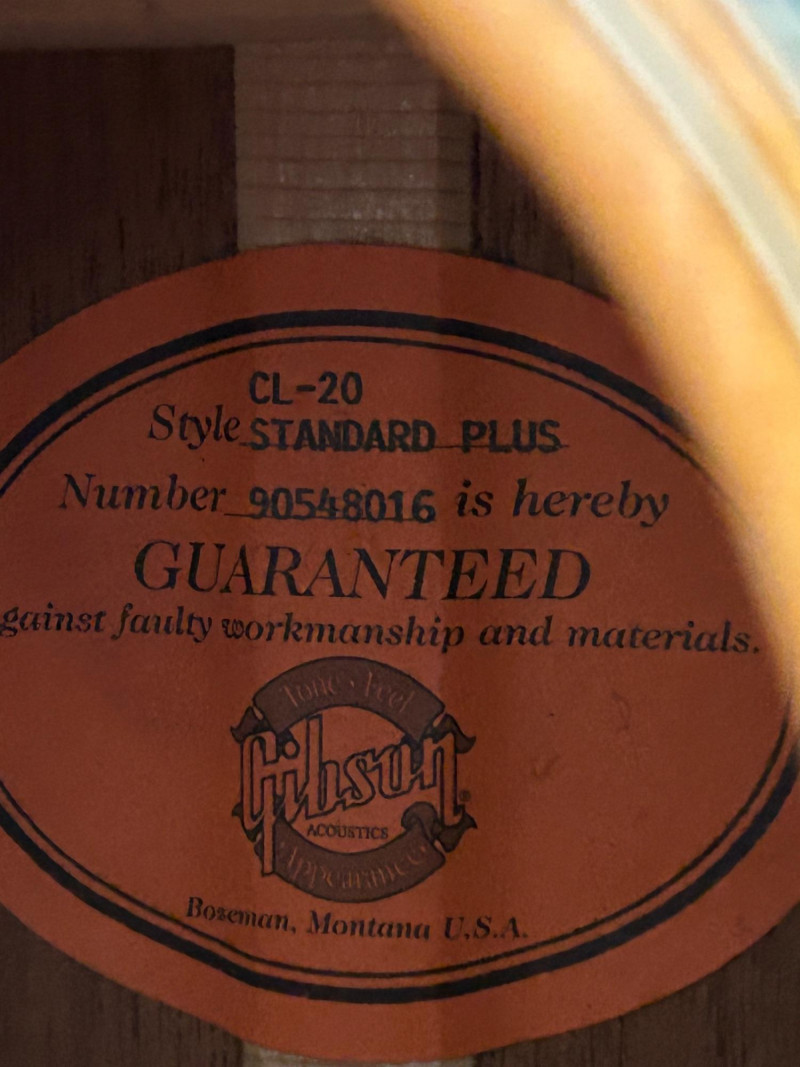 CL-20
Style STANDARD PLUS
Number 90548016 is hereby
GUARANTEED
gainst faulty workmanship and materials.
Tone, Feel
Gibson®
ACOUSTICS
Appearance
Bozeman, Montana U.S.A.